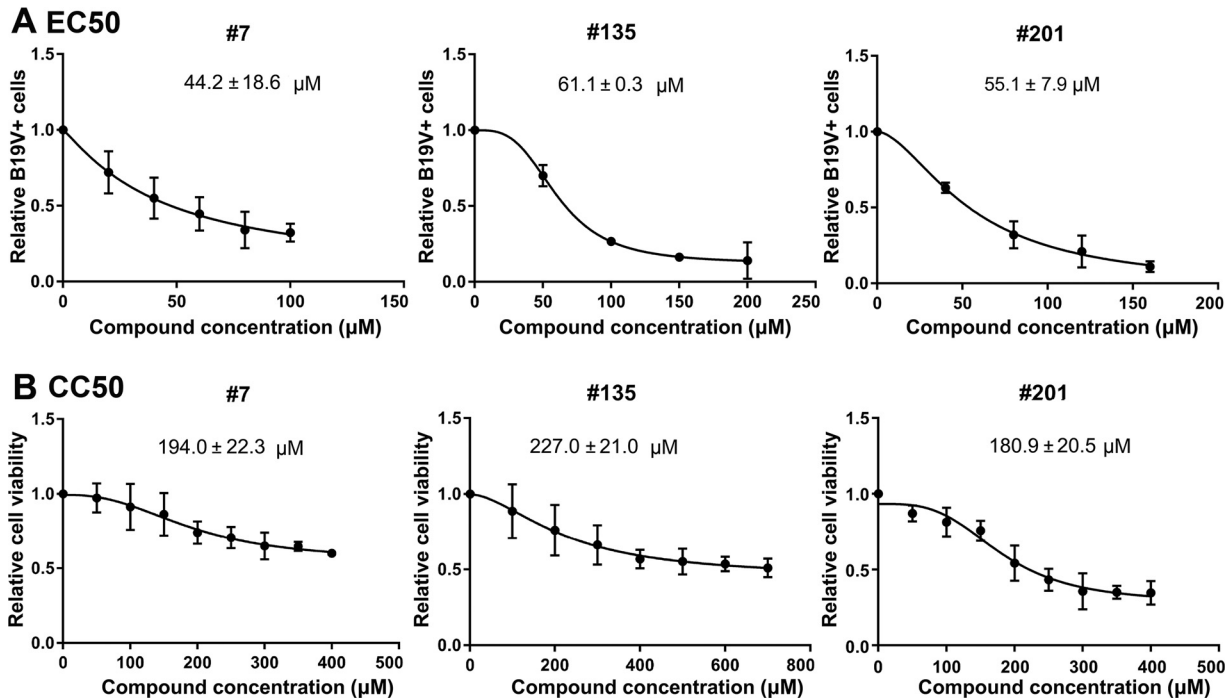 A EC50
#7
44.2 ± 18.6 µM
Relative B19V+ cells
1.5
1.0
0.5
0.0
0 50 100 150
Compound concentration (µM)
#135
61.1 ± 0.3 µM
Relative B19V+ cells
1.5
1.0
0.5
0.0
0 50 100 150 200 250
Compound concentration (µM)
#201
55.1 ± 7.9 µM
Relative B19V+ cells
1.5
1.0
0.5
0.0
0 50 100 150 200
Compound concentration (µM)
B CC50
#7
194.0 ± 22.3 µM
Relative cell viability
1.5
1.0
0.5
0.0
0 100 200 300 400 500
Compound concentration (µM)
#135
227.0 ± 21.0 µM
Relative cell viability
1.5
1.0
0.5
0.0
0 200 400 600 800
Compound concentration (µM)
#201
180.9 ± 20.5 µM
Relative cell viability
1.5
1.0
0.5
0.0
0 100 200 300 400 500
Compound concentration (µM)